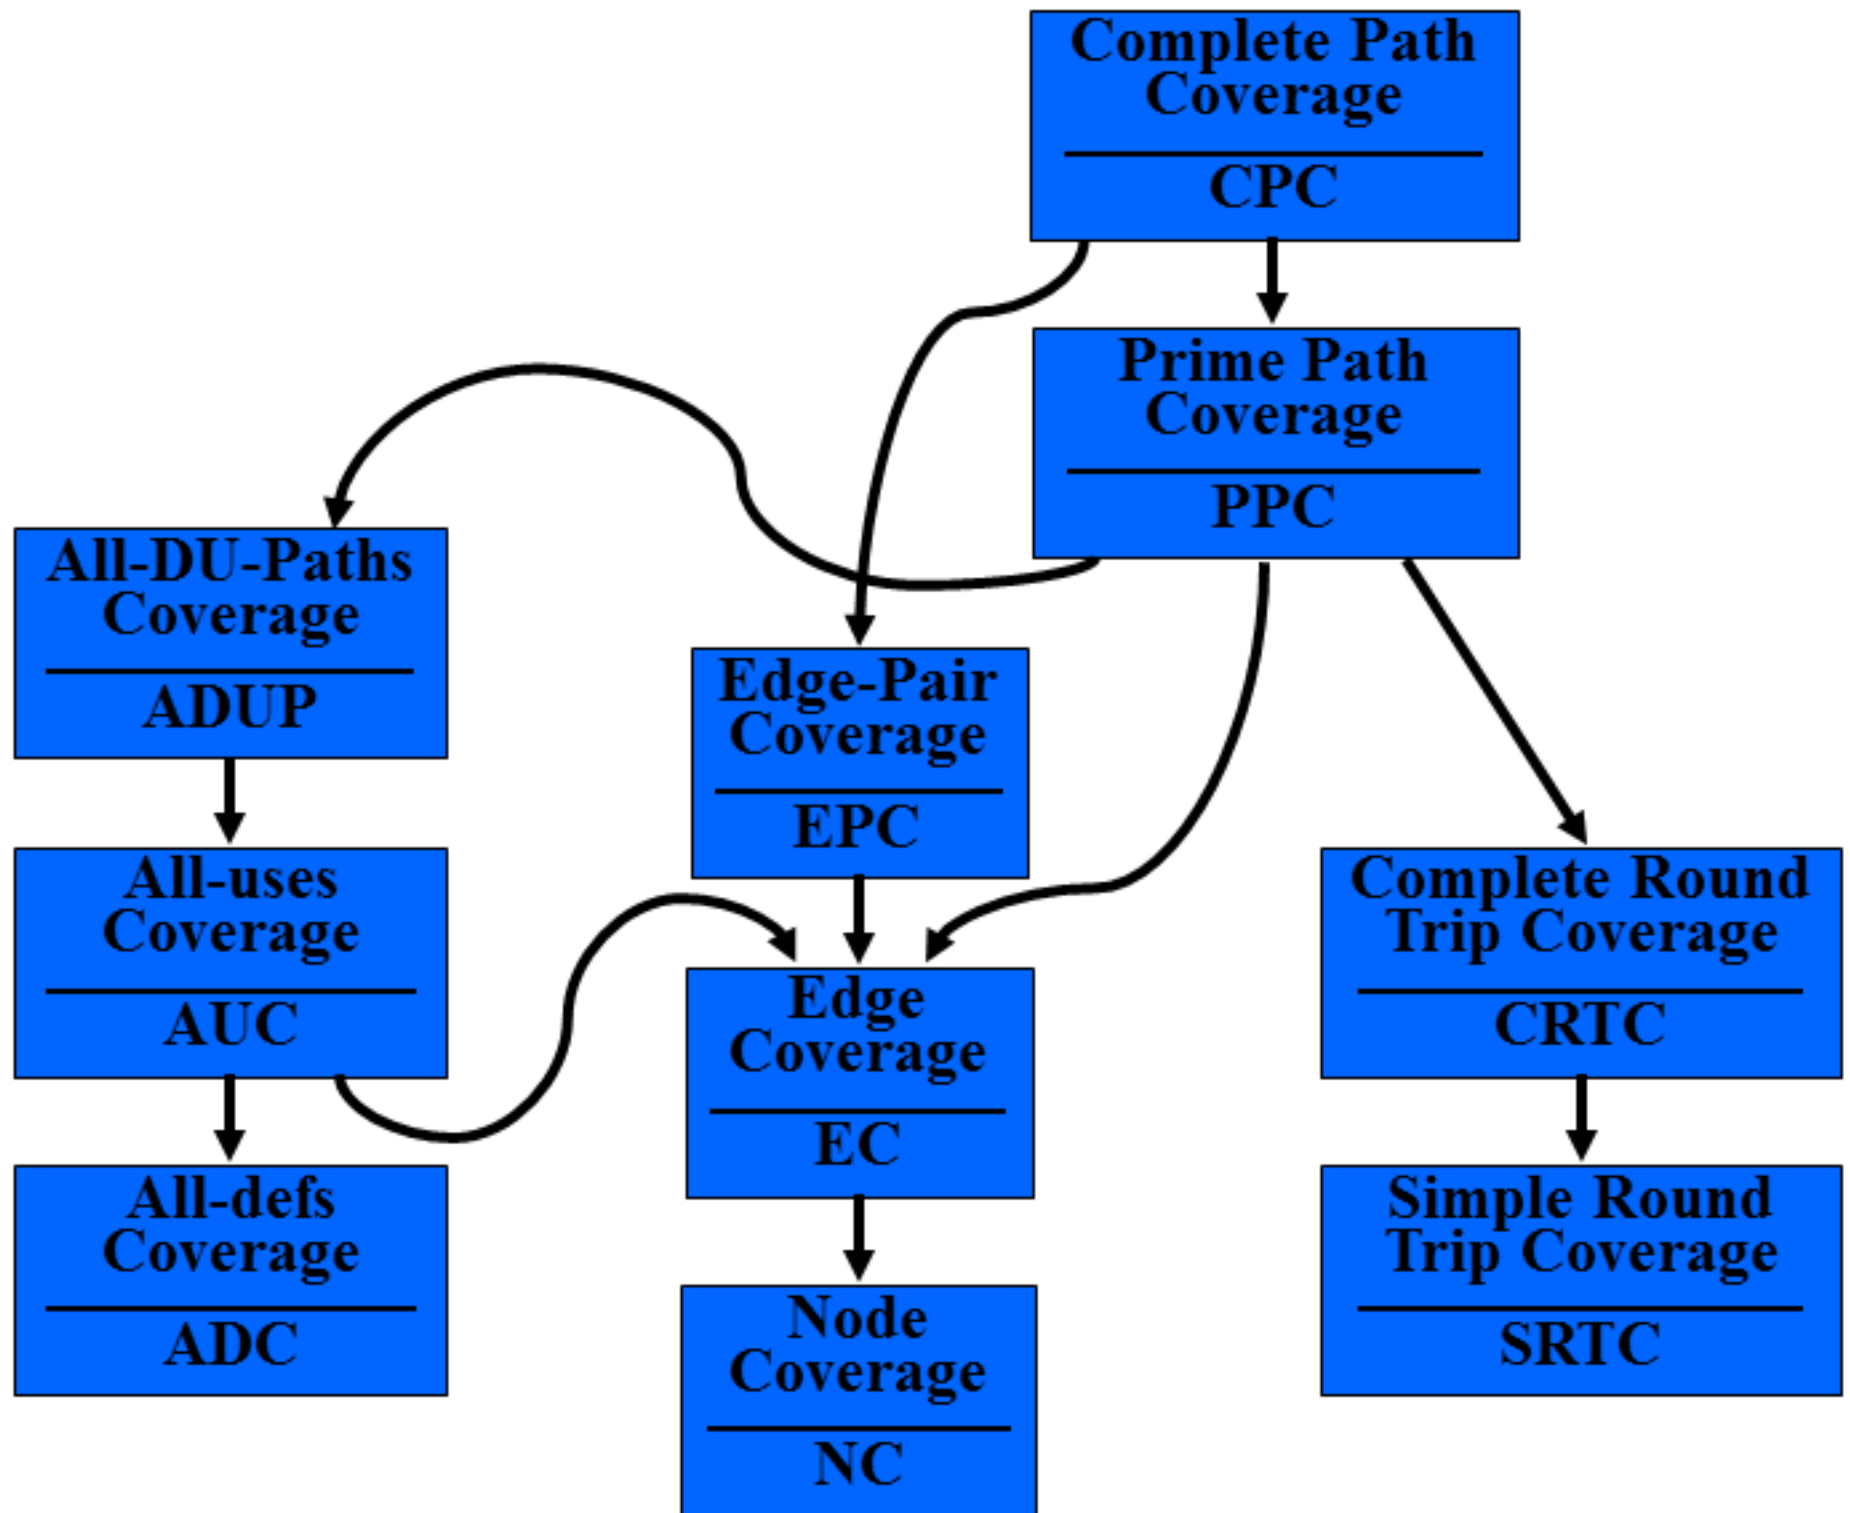 Complete Path
Coverage
CPC
Prime Path
Coverage
PPC
All-DU-Paths
Coverage
ADUP
Edge-Pair
Coverage
EPC
All-uses
Coverage
AUC
Complete Round
Trip Coverage
CRTC
Edge
Coverage
EC
All-defs
Coverage
ADC
Simple Round
Trip Coverage
SRTC
Node
Coverage
NC